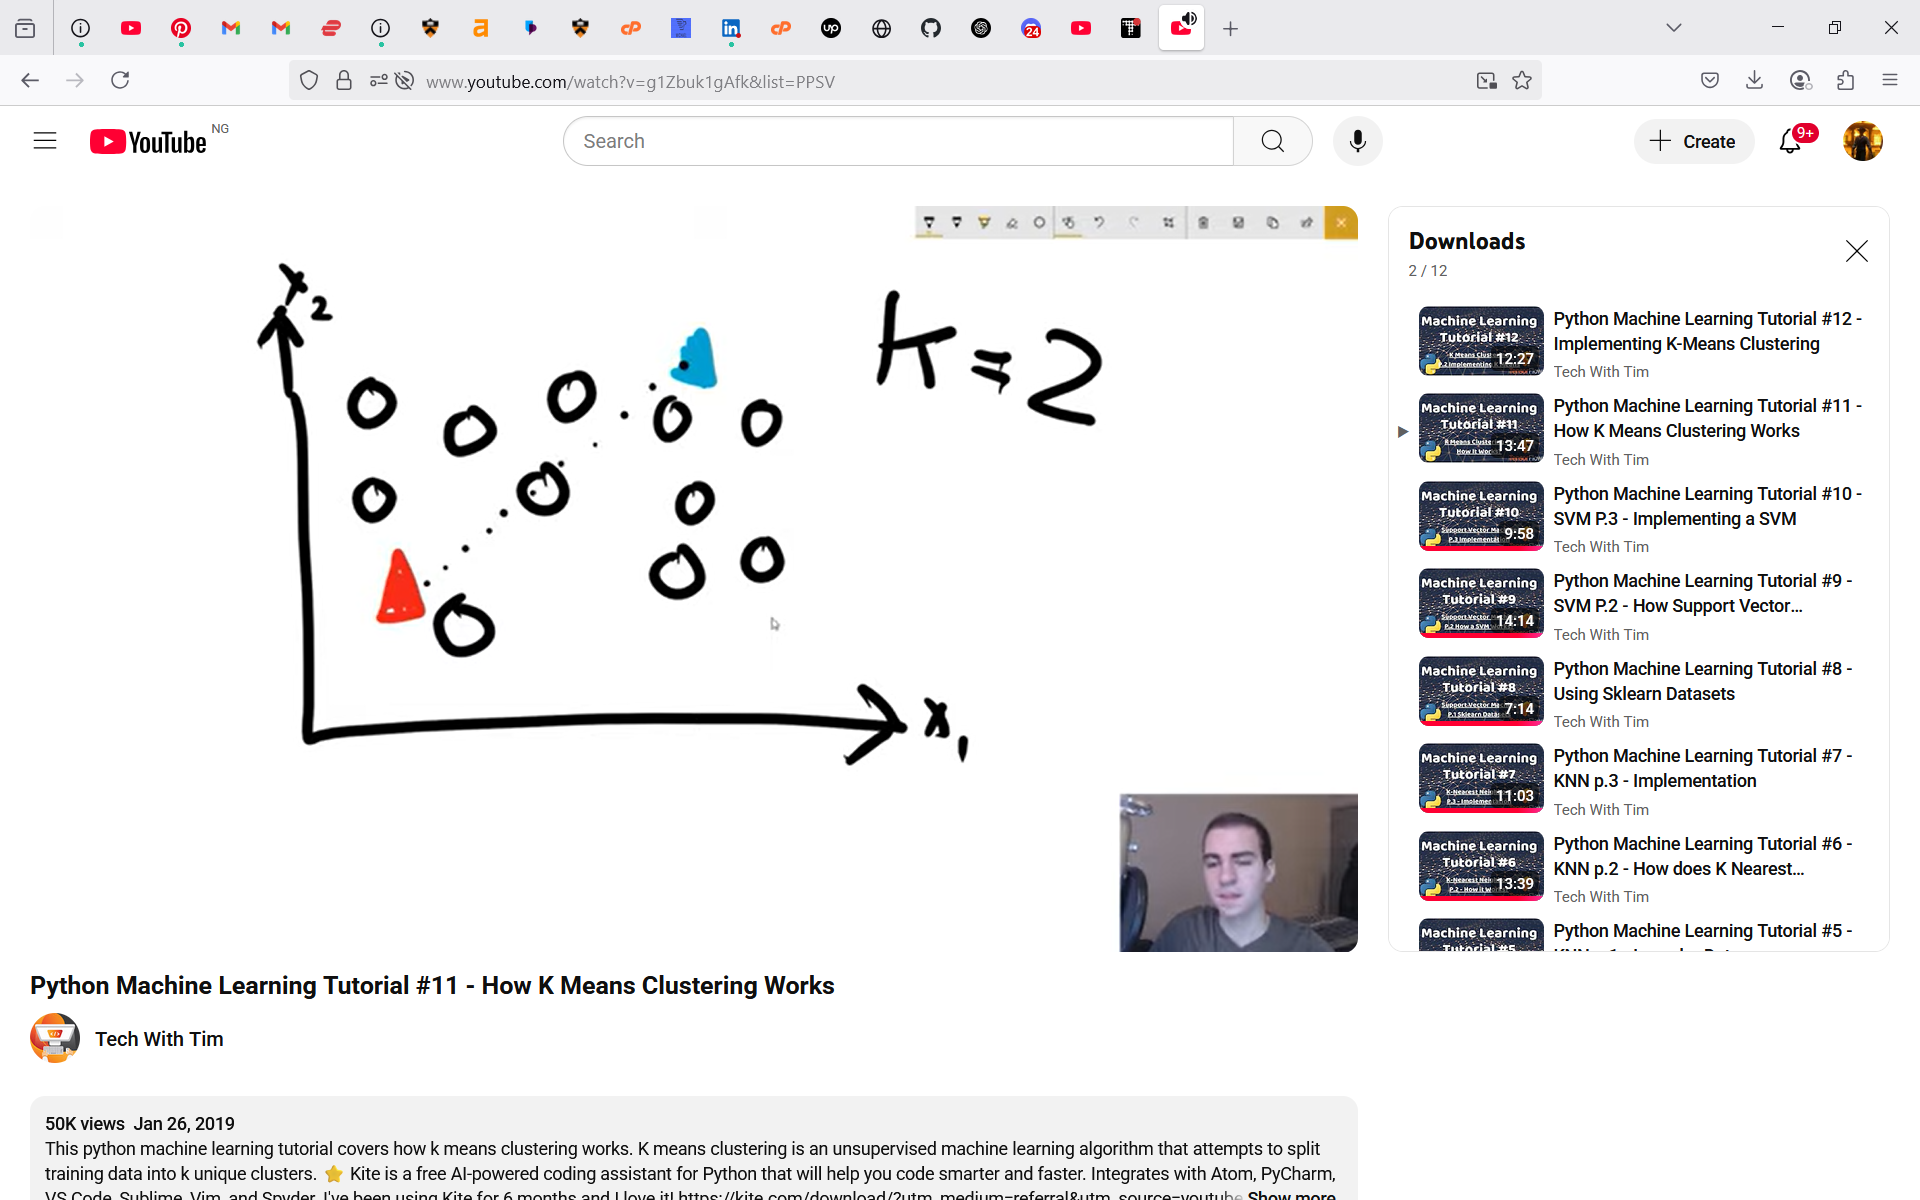 24
www.youtube.com/watch?v=g1Zbuk1gAfk&list=PPSV
YouTube NG
Search
Create
9+
x2
K=2
x1
Downloads
2 / 12
Machine Learning
Tutorial #12
12:27
Python Machine Learning Tutorial #12 -
Implementing K-Means Clustering
Tech With Tim
Machine Learning
Tutorial #11
13:47
Python Machine Learning Tutorial #11 -
How K Means Clustering Works
Tech With Tim
Machine Learning
Tutorial #10
9:58
Python Machine Learning Tutorial #10 -
SVM P.3 - Implementing a SVM
Tech With Tim
Machine Learning
Tutorial #9
14:14
Python Machine Learning Tutorial #9 -
SVM P.2 - How Support Vector...
Tech With Tim
Machine Learning
Tutorial #8
7:14
Python Machine Learning Tutorial #8 -
Using Sklearn Datasets
Tech With Tim
Machine Learning
Tutorial #7
11:03
Python Machine Learning Tutorial #7 -
KNN p.3 - Implementation
Tech With Tim
Machine Learning
Tutorial #6
13:39
Python Machine Learning Tutorial #6 -
KNN p.2 - How does K Nearest...
Tech With Tim
Machine Learning
Tutorial #5
Python Machine Learning Tutorial #5 -
Python Machine Learning Tutorial #11 - How K Means Clustering Works
Tech With Tim
50K views Jan 26, 2019
This python machine learning tutorial covers how k means clustering works. K means clustering is an unsupervised machine learning algorithm that attempts to split
training data into k unique clusters. ⭐ Kite is a free AI-powered coding assistant for Python that will help you code smarter and faster. Integrates with Atom, PyCharm,
VS Code, Sublime, Vim, and Spyder. I've been using Kite for 6 months and I love it! https://kite.com/download/?utm_medium=referral&utm_source=youtube Show more